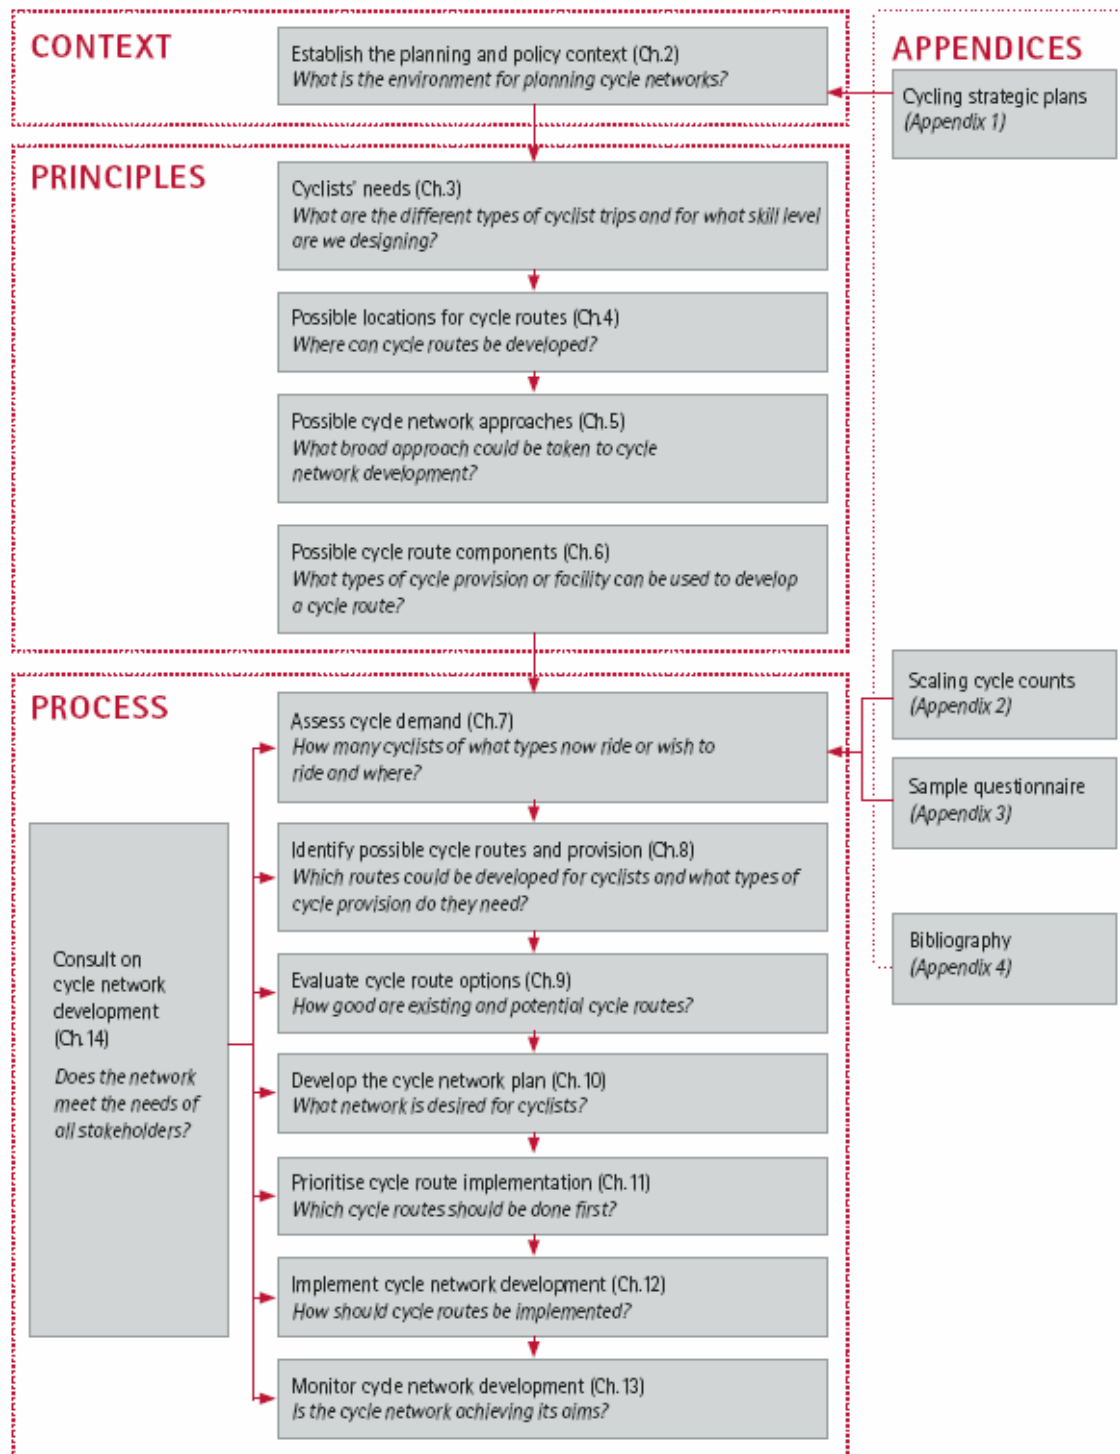 CONTEXT
Establish the planning and policy context (Ch.2)
What is the environment for planning cycle networks?
APPENDICES
Cycling strategic plans
(Appendix 1)
PRINCIPLES
Cyclists' needs (Ch.3)
What are the different types of cyclist trips and for what skill level
are we designing?
Possible locations for cycle routes (Ch.4)
Where can cycle routes be developed?
Possible cycle network approaches (Ch.5)
What broad approach could be taken to cycle
network development?
Possible cycle route components (Ch.6)
What types of cycle provision or facility can be used to develop
a cycle route?
PROCESS
Assess cycle demand (Ch.7)
How many cyclists of what types now ride or wish to
ride and where?
Scaling cycle counts
(Appendix 2)
Sample questionnaire
(Appendix 3)
Identify possible cycle routes and provision (Ch.8)
Which routes could be developed for cyclists and what types of
cycle provision do they need?
Bibliography
(Appendix 4)
Consult on
cycle network
development
(Ch.14)
Does the network
meet the needs of
all stakeholders?
Evaluate cycle route options (Ch.9)
How good are existing and potential cycle routes?
Develop the cycle network plan (Ch.10)
What network is desired for cyclists?
Prioritise cycle route implementation (Ch.11)
Which cycle routes should be done first?
Implement cycle network development (Ch.12)
How should cycle routes be implemented?
Monitor cycle network development (Ch.13)
Is the cycle network achieving its aims?